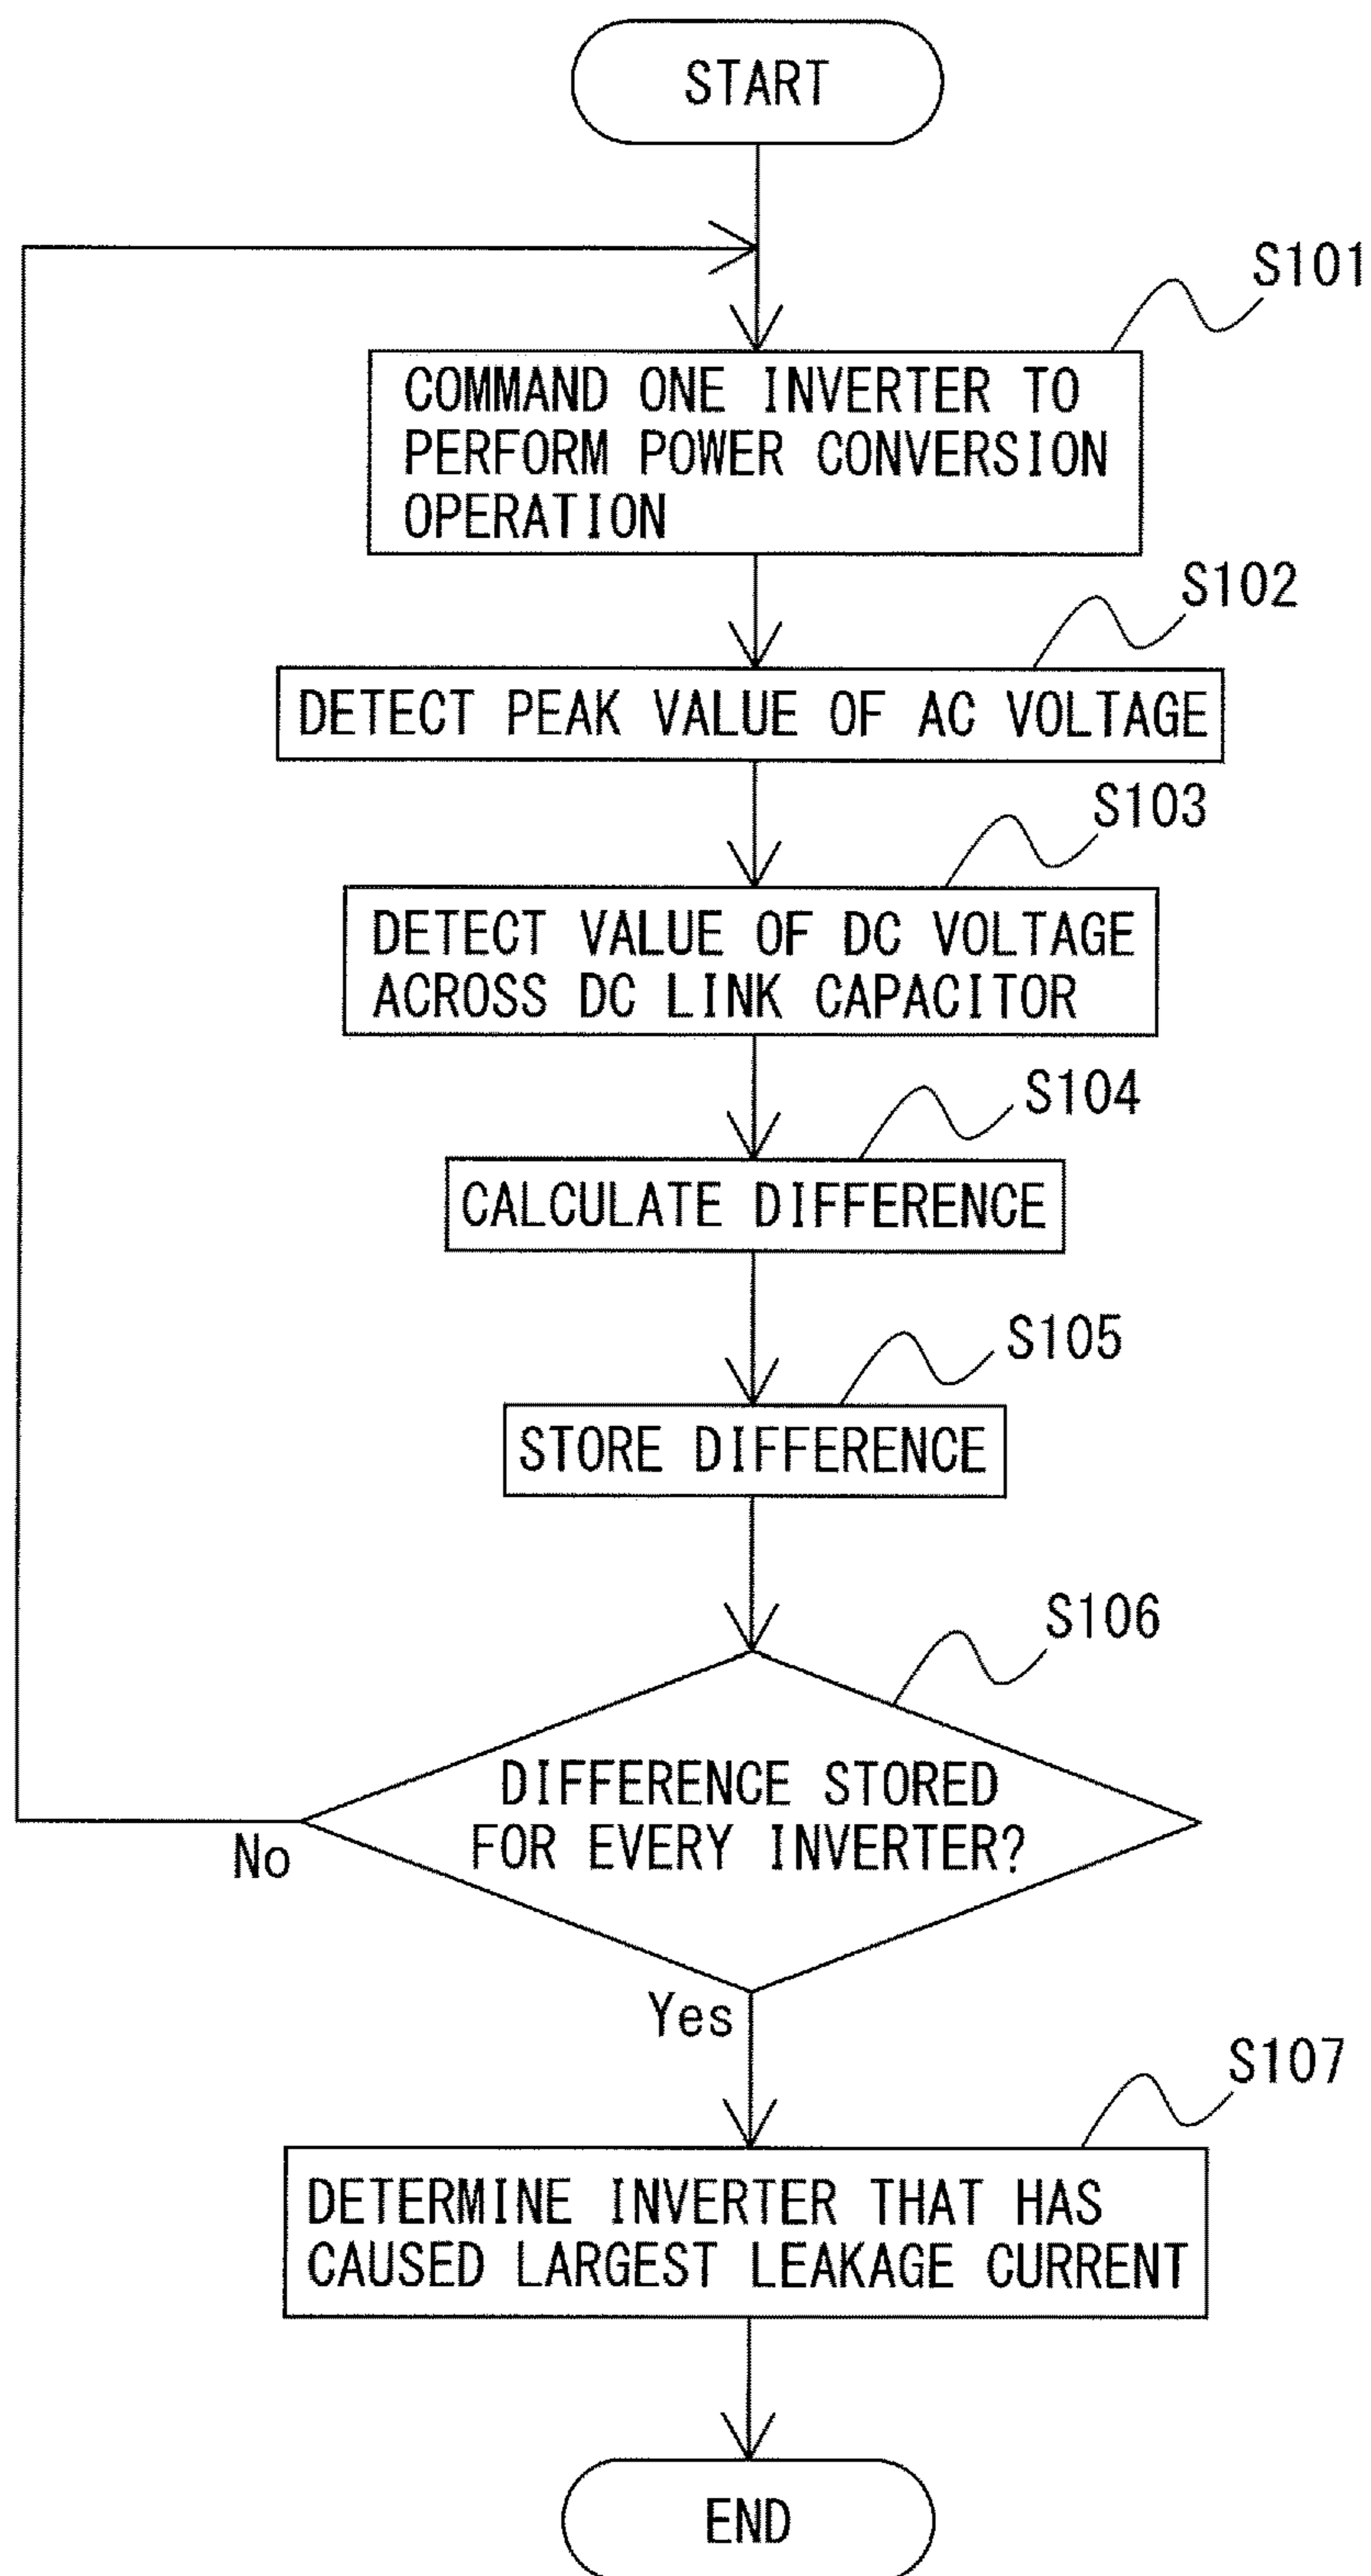 START
S101
COMMAND ONE INVERTER TO
PERFORM POWER CONVERSION
OPERATION
S102
DETECT PEAK VALUE OF AC VOLTAGE
S103
DETECT VALUE OF DC VOLTAGE
ACROSS DC LINK CAPACITOR
S104
CALCULATE DIFFERENCE
S105
STORE DIFFERENCE
S106
DIFFERENCE STORED
FOR EVERY INVERTER?
No
Yes
S107
DETERMINE INVERTER THAT HAS
CAUSED LARGEST LEAKAGE CURRENT
END